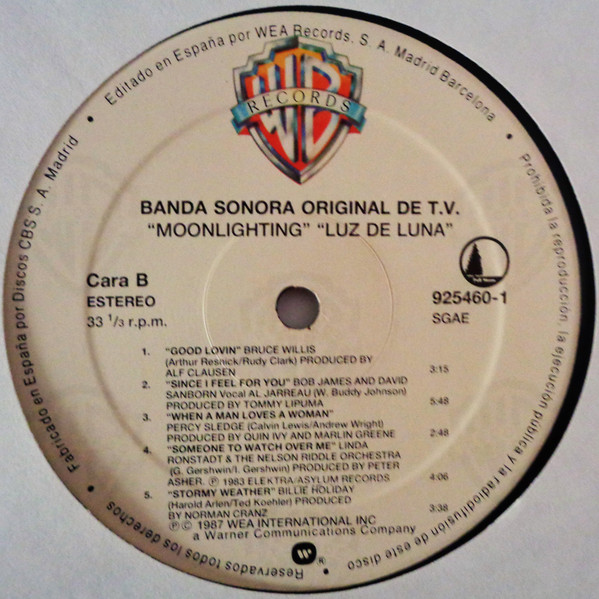 Editado en España por WEA Records, S. A. Madrid Barcelona
WB
RECORDS
BANDA SONORA ORIGINAL DE T.V.
"MOONLIGHTING" "LUZ DE LUNA"
Cara B
ESTEREO
33 1/3 r.p.m.
925460-1
SGAE
1. "GOOD LOVIN" BRUCE WILLIS
(Arthur Resnick/Rudy Clark) PRODUCED BY
ALF CLAUSEN 3:15
2. "SINCE I FEEL FOR YOU" BOB JAMES AND DAVID
SANBORN Vocal AL JARREAU (W. Buddy Johnson)
PRODUCED BY TOMMY LIPUMA 5:48
3. "WHEN A MAN LOVES A WOMAN"
PERCY SLEDGE (Calvin Lewis/Andrew Wright)
PRODUCED BY QUIN IVY AND MARLIN GREENE 2:48
4. "SOMEONE TO WATCH OVER ME" LINDA
RONSTADT & THE NELSON RIDDLE ORCHESTRA
(G. Gershwin/I. Gershwin) PRODUCED BY PETER
ASHER. Ⓟ 1983 ELEKTRA/ASYLUM RECORDS 4:10
5. "STORMY WEATHER" BILLIE HOLIDAY
(Harold Arlen/Ted Koehler) PRODUCED
BY NORMAN CRANZ 3:38
Ⓟ © 1987 WEA INTERNATIONAL INC
a Warner Communications Company
W®
Fabricado en España por Discos CBS S. A. Madrid
Prohibida la reproducción, la ejecución pública y la radiodifusión de este disco
Reservados todos los derechos